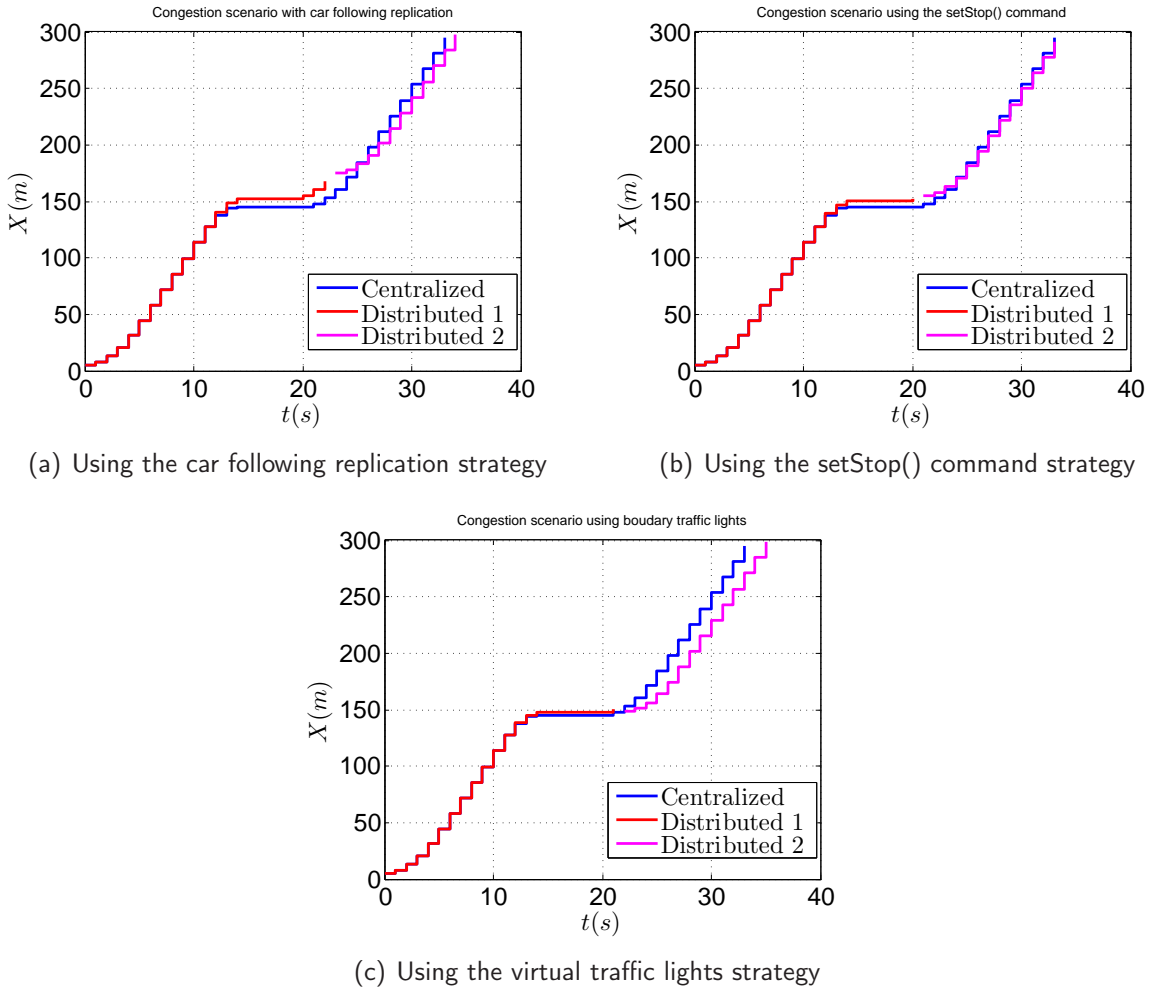 Congestion scenario with car following replication
300
250
200
150
100
50
0
X(m)
0 10 20 30 40
t(s)
Centralized
Distributed 1
Distributed 2
(a) Using the car following replication strategy
Congestion scenario using the setStop() command
300
250
200
150
100
50
0
X(m)
0 10 20 30 40
t(s)
Centralized
Distributed 1
Distributed 2
(b) Using the setStop() command strategy
Congestion scenario using boudary traffic lights
300
250
200
150
100
50
0
X(m)
0 10 20 30 40
t(s)
Centralized
Distributed 1
Distributed 2
(c) Using the virtual traffic lights strategy